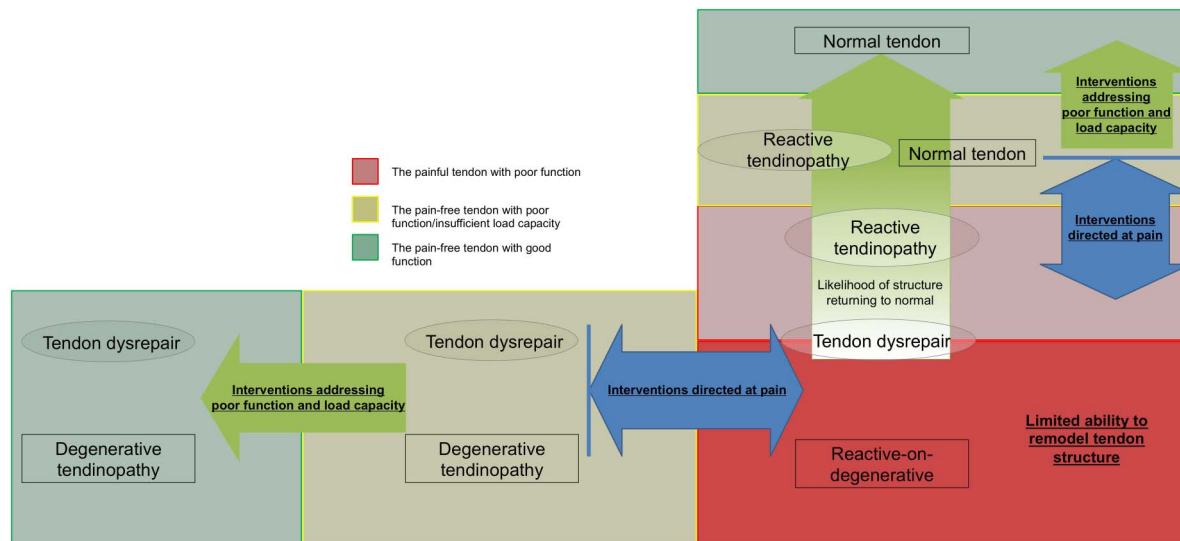 Normal tendon
Interventions
addressing
poor function and
load capacity
Reactive
tendinopathy
Normal tendon
The painful tendon with poor function
The pain-free tendon with poor
function/insufficient load capacity
The pain-free tendon with good
function
Reactive
tendinopathy
Interventions
directed at pain
Likelihood of structure
returning to normal
Tendon dysrepair
Tendon dysrepair
Tendon dysrepair
Interventions addressing
poor function and load capacity
Interventions directed at pain
Degenerative
tendinopathy
Degenerative
tendinopathy
Reactive-on-
degenerative
Limited ability to
remodel tendon
structure